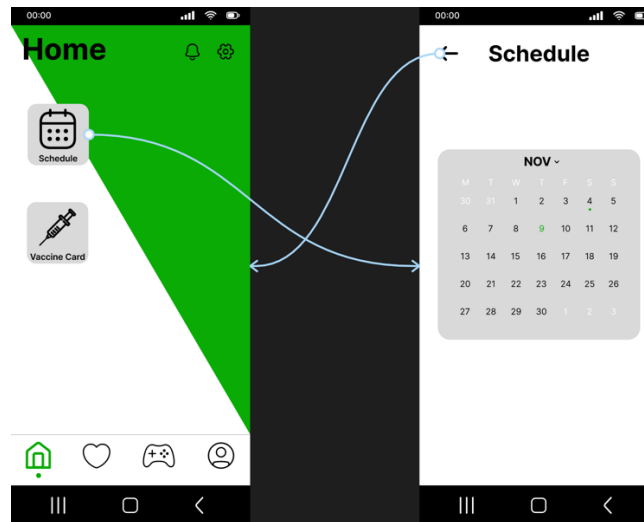 00:00
Home
Schedule
Vaccine Card
00:00
Schedule
NOV
M T W T F S S
30 31 1 2 3 4 5
6 7 8 9 10 11 12
13 14 15 16 17 18 19
20 21 22 23 24 25 26
27 28 29 30 1 2 3